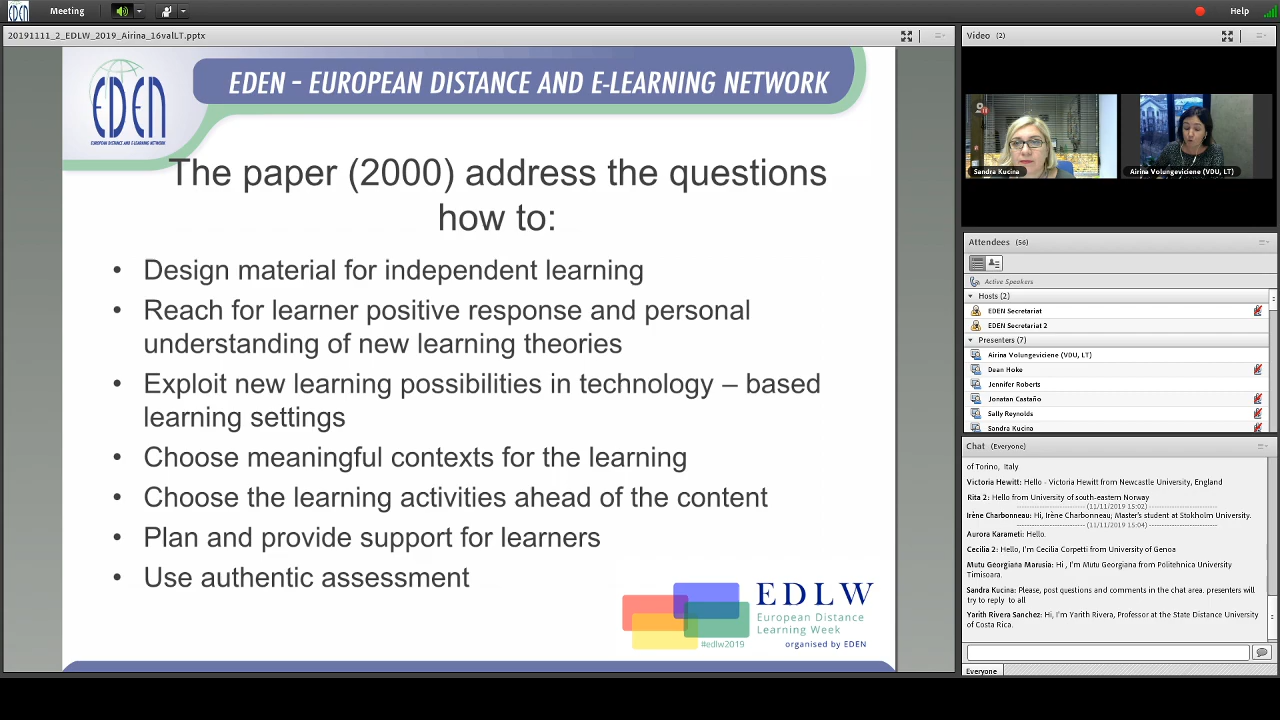 EDEN
Meeting
Help
20191111_2_EDLW_2019_Airina_16valLT.pptx
EDEN
EUROPEAN DISTANCE AND E-LEARNING NETWORK
EDEN – EUROPEAN DISTANCE AND E-LEARNING NETWORK
The paper (2000) address the questions
how to:
• Design material for independent learning
• Reach for learner positive response and personal
understanding of new learning theories
• Exploit new learning possibilities in technology – based
learning settings
• Choose meaningful contexts for the learning
• Choose the learning activities ahead of the content
• Plan and provide support for learners
• Use authentic assessment
EDLW
European Distance
Learning Week
#edlw2019
organised by EDEN
Video (2)
Sandra Kucina
Airina Volungeviciene (VDU, LT)
Attendees (56)
Active Speakers
Hosts (2)
EDEN Secretariat
EDEN Secretariat 2
Presenters (7)
Airina Volungeviciene (VDU, LT)
Dean Hoke
Jennifer Roberts
Jonatan Castaño
Sally Reynolds
Sandra Kucina
Chat (Everyone)
of Torino, Italy
Victoria Hewitt: Hello - Victoria Hewitt from Newcastle University, England
Rita 2: Hello from University of south-eastern Norway
------------------ (11/11/2019 15:02) ------------------
Irène Charbonneau: Hi, Irène Charbonneau; Master's student at Stokholm University.
------------------ (11/11/2019 15:04) ------------------
Aurora Karameti: Hello.
Cecilia 2: Hello, I'm Cecilia Corpetti from University of Genoa
Mutu Georgiana Marusia: Hi , I'm Mutu Georgiana from Politehnica University
Timisoara.
Sandra Kucina: Please, post questions and comments in the chat area. presenters will
try to reply to all
Yarith Rivera Sanchez: Hi, I'm Yarith Rivera, Professor at the State Distance University
of Costa Rica.
Everyone